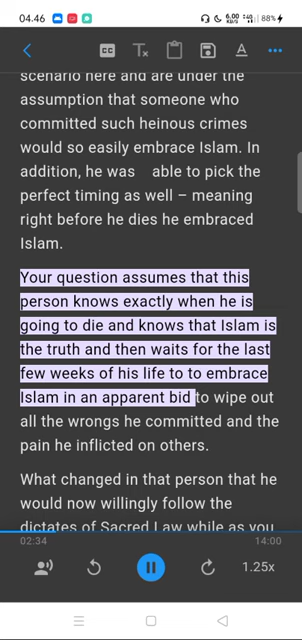 04.46
6,00 KB/s
88%
CC
scenario here and are under the
assumption that someone who
committed such heinous crimes
would so easily embrace Islam. In
addition, he was able to pick the
perfect timing as well – meaning
right before he dies he embraced
Islam.
Your question assumes that this
person knows exactly when he is
going to die and knows that Islam is
the truth and then waits for the last
few weeks of his life to to embrace
Islam in an apparent bid to wipe out
all the wrongs he committed and the
pain he inflicted on others.
What changed in that person that he
would now willingly follow the
dictates of Sacred Law while as you
02:34
14:00
1.25x